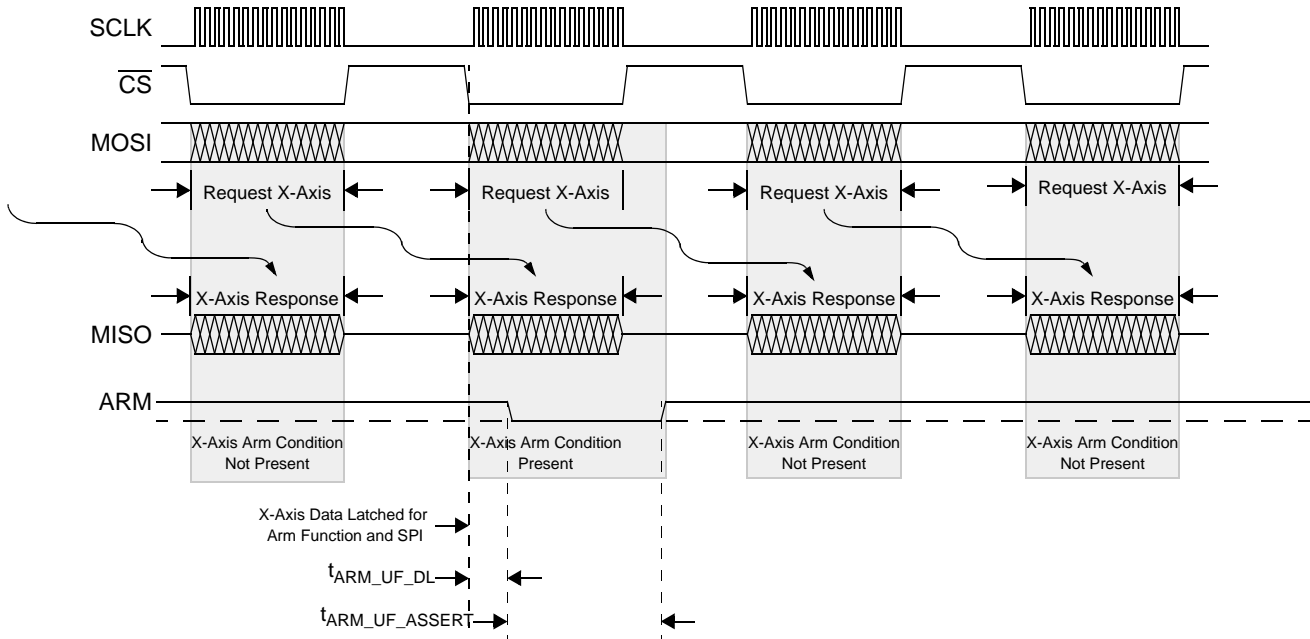 SCLK
CS
MOSI
Request X-Axis
Request X-Axis
Request X-Axis
Request X-Axis
X-Axis Response
X-Axis Response
X-Axis Response
X-Axis Response
MISO
ARM
X-Axis Arm Condition
Not Present
X-Axis Arm Condition
Present
X-Axis Arm Condition
Not Present
X-Axis Arm Condition
Not Present
X-Axis Data Latched for
Arm Function and SPI
tARM_UF_DL
tARM_UF_ASSERT